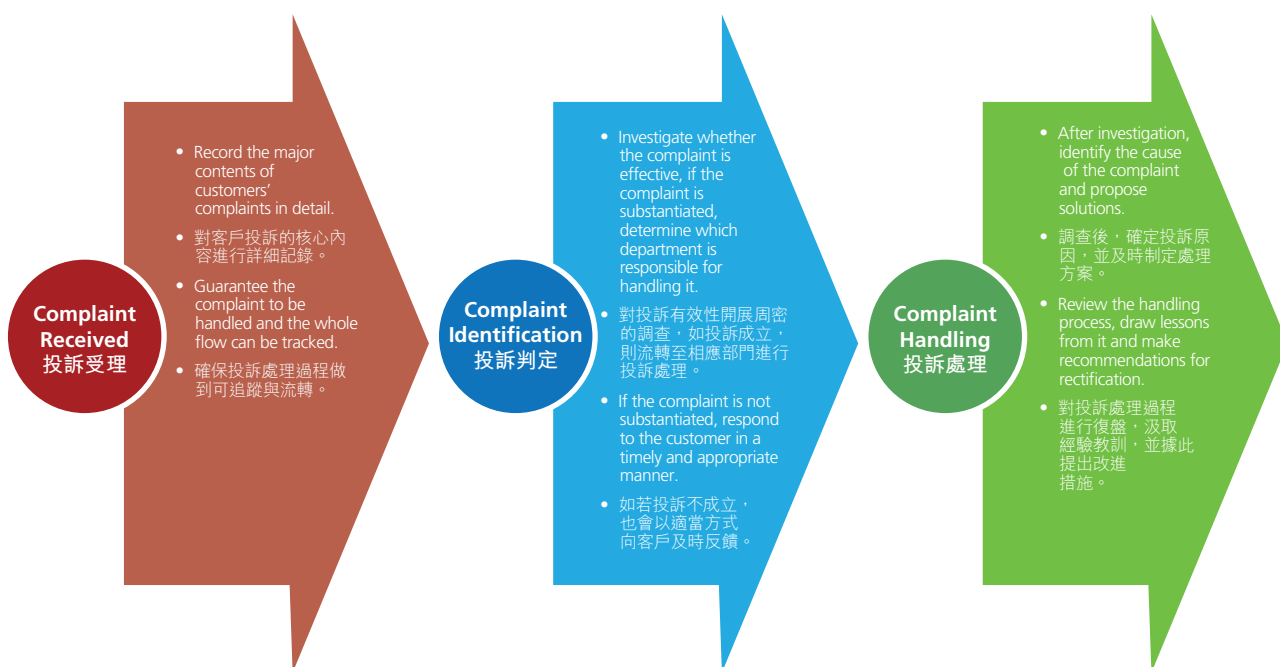 Complaint
Received
投訴受理
• Record the major
contents of
customers’
complaints in detail.
• 對客戶投訴的核心內
容進行詳細記錄。
• Guarantee the
complaint to be
handled and the whole
flow can be tracked.
• 確保投訴處理過程做
到可追蹤與流轉。
Complaint
Identification
投訴判定
• Investigate whether
the complaint is
effective, if the
complaint is
substantiated,
determine which
department is
responsible for
handling it.
• 對投訴有效性開展周密
的調查，如投訴成立，
則流轉至相應部門進行
投訴處理。
• If the complaint is not
substantiated, respond
to the customer in a
timely and appropriate
manner.
• 如若投訴不成立，
也會以適當方式
向客戶及時反饋。
Complaint
Handling
投訴處理
• After investigation,
identify the cause
of the complaint
and propose
solutions.
• 調查後，確定投訴原
因，並及時制定處理
方案。
• Review the handling
process, draw lessons
from it and make
recommendations for
rectification.
• 對投訴處理過程
進行復盤，汲取
經驗教訓，並據此
提出改進
措施。